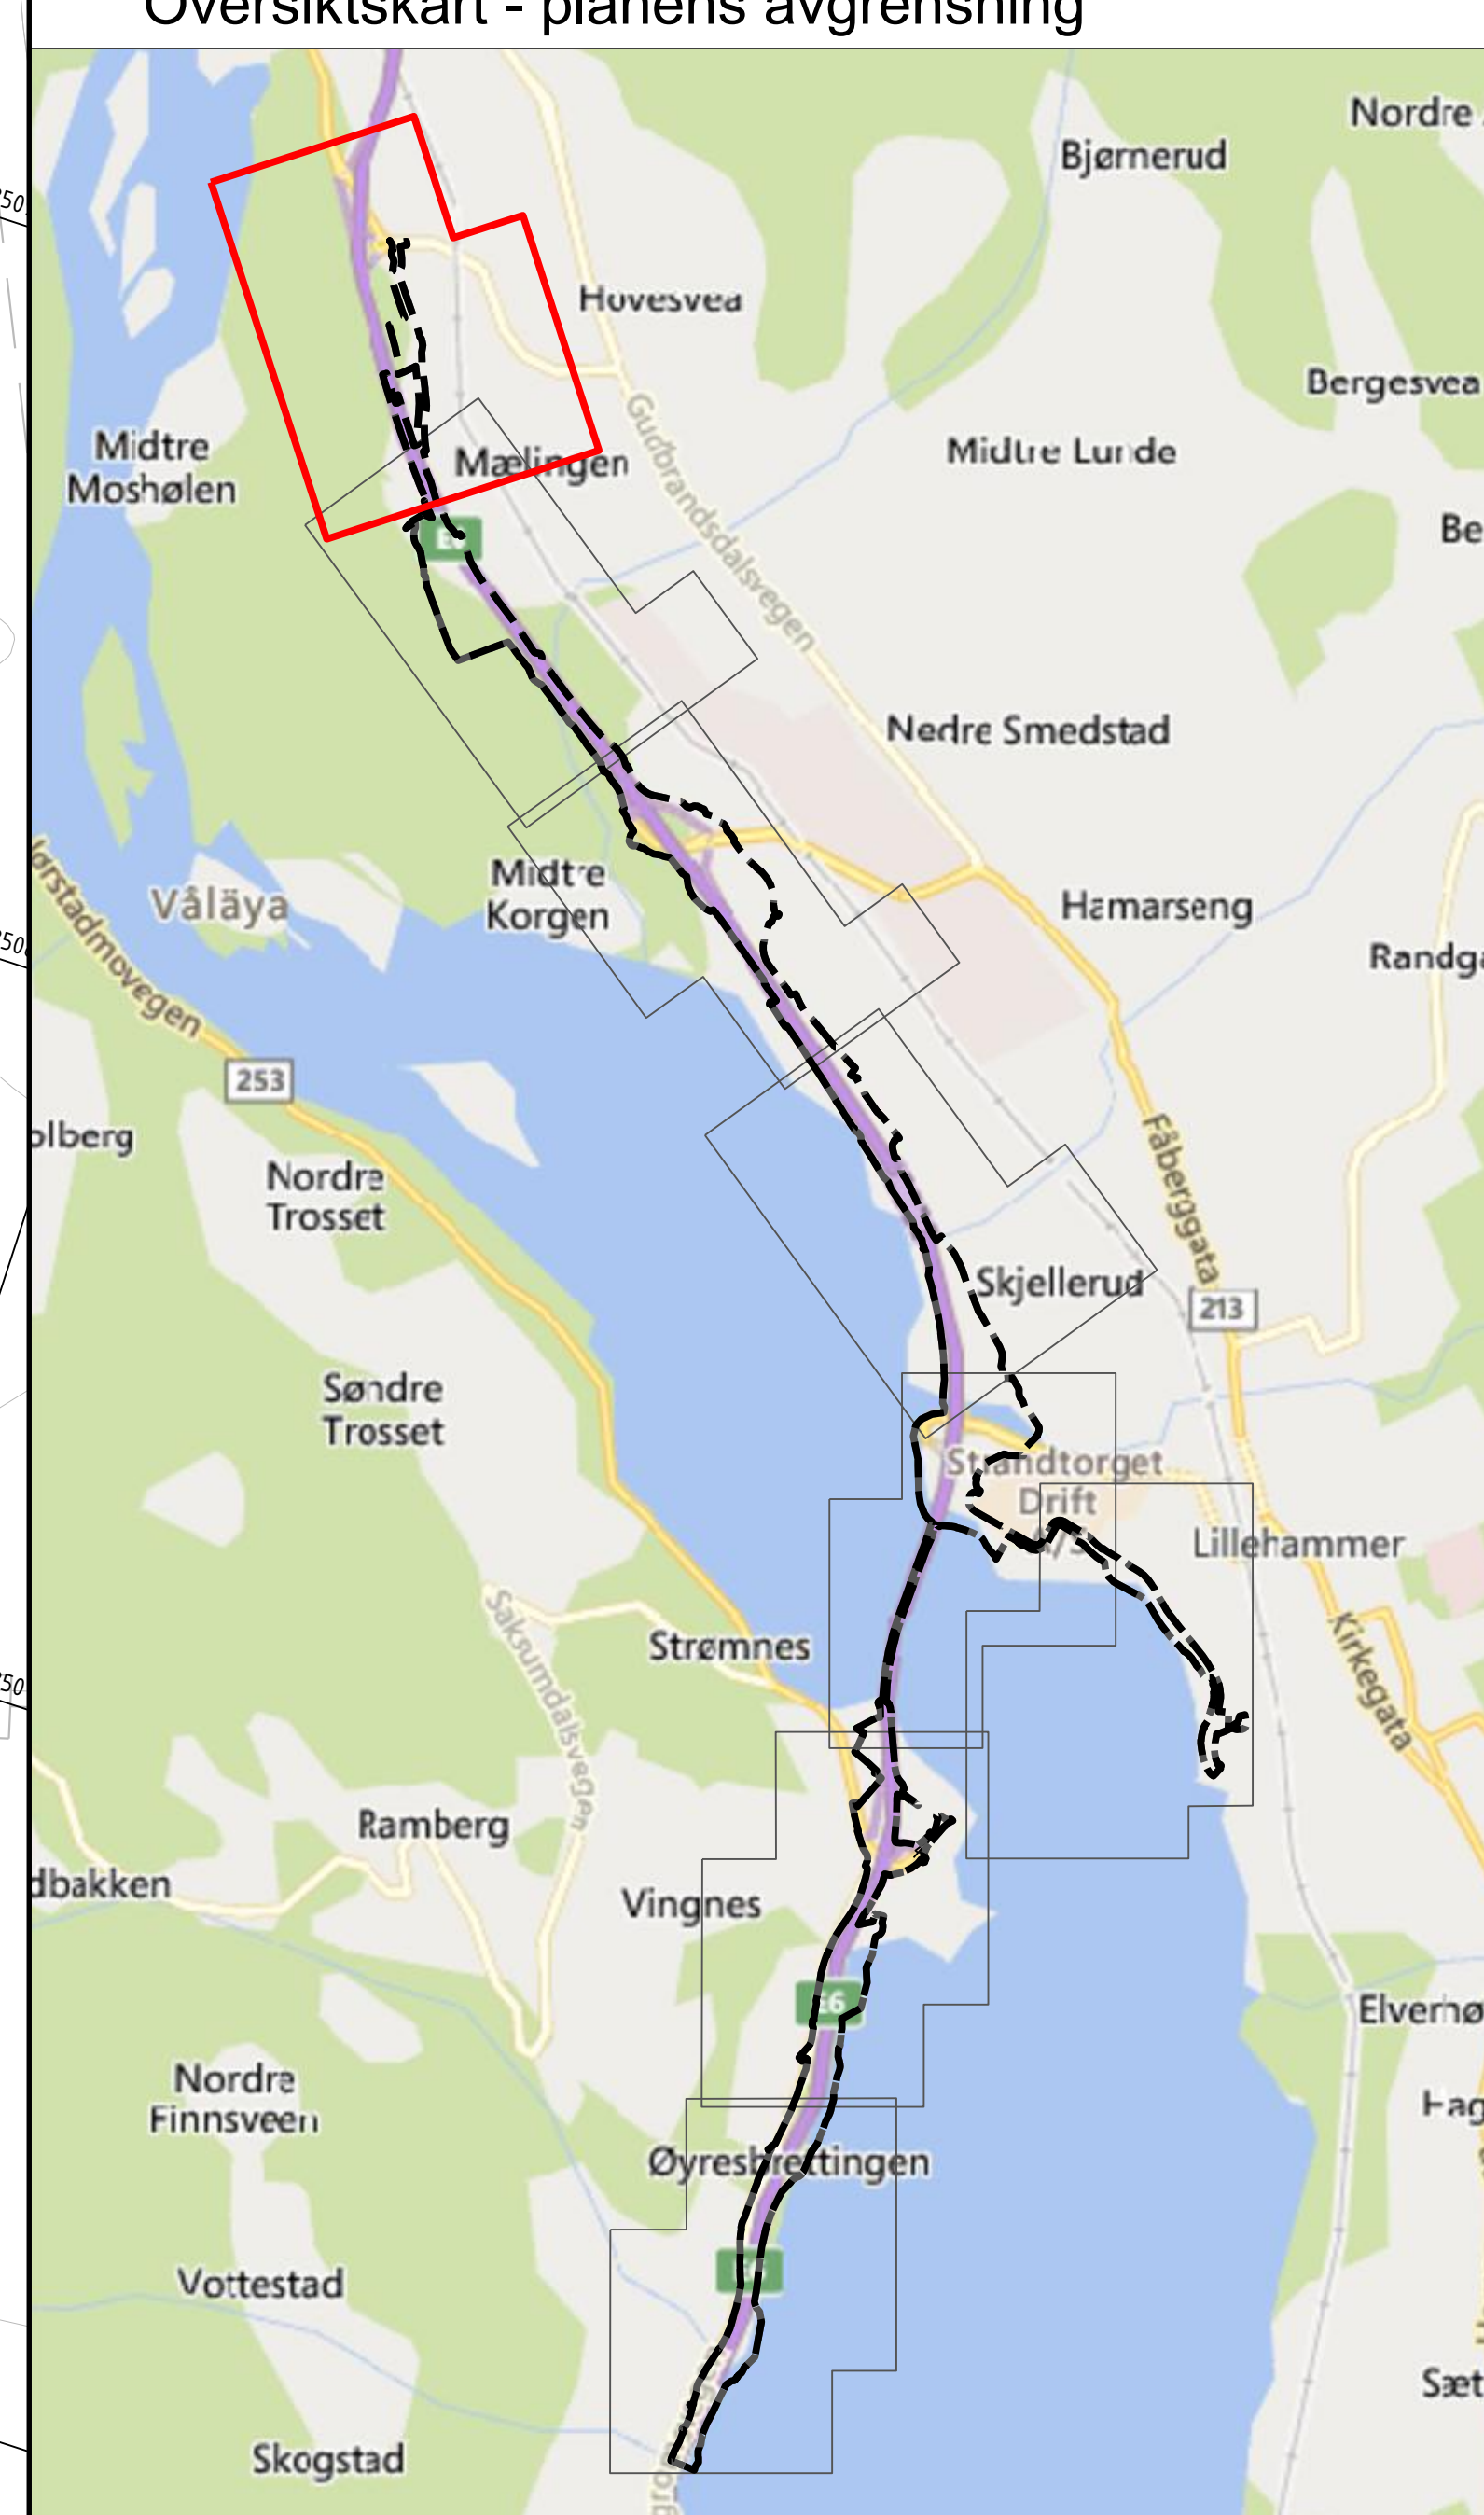 Oversiktskart - planens avgrensning
Nordre
Bjørnerud
Hovesvea
Bergesvea
Midtre
Moshølen
Mælingen
Gudbrandsdalsvegen
Midtre Lunde
Nedre Smedstad
Midtre
Korgen
Våläya
Hamarseng
253
Nordre
Trosset
Fåberggata
Skjellerud
213
Søndre
Trosset
Strandtorget
Drift
A/S
Lillehammer
Saksumdalsvegen
Strømnes
Kirkegata
Ramberg
Vingnes
E6
Nordre
Finnsveen
Øyresbrettingen
Vottestad
Skogstad